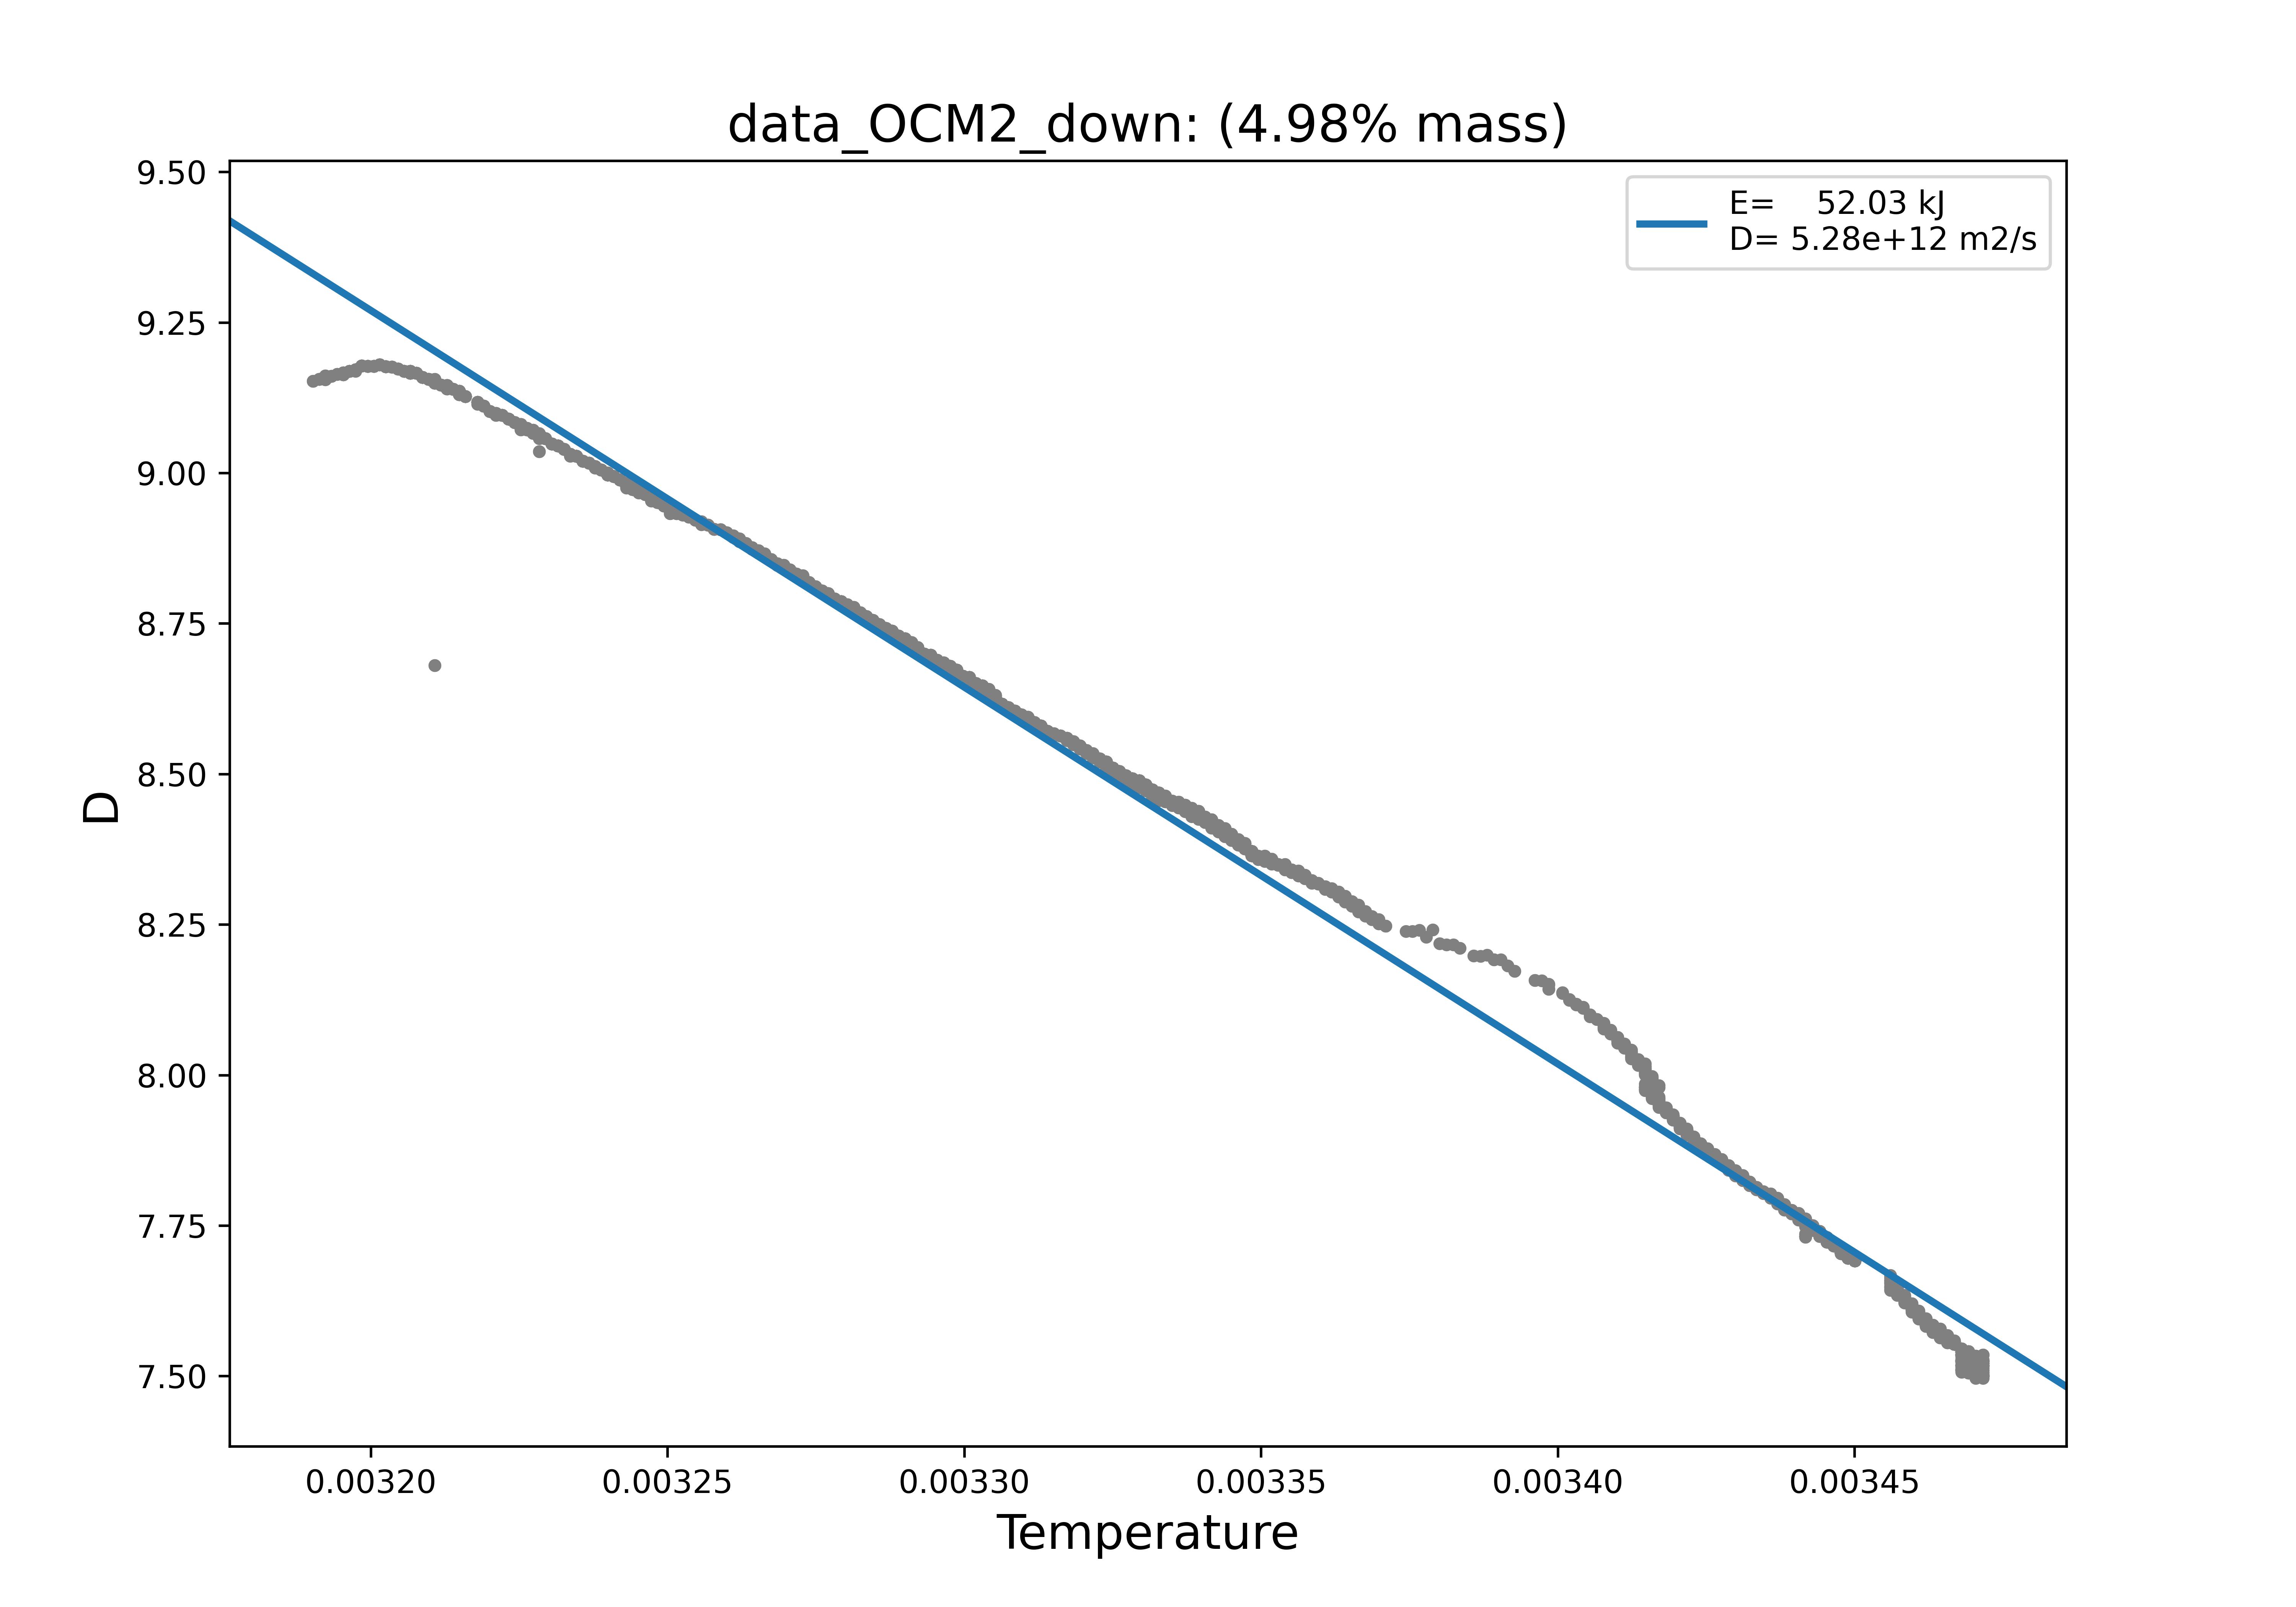 data_OCM2_down: (4.98% mass)
E= 52.03 kJ
D= 5.28e+12 m2/s
9.50
9.25
9.00
8.75
8.50
8.25
8.00
7.75
7.50
D
0.00320 0.00325 0.00330 0.00335 0.00340 0.00345
Temperature